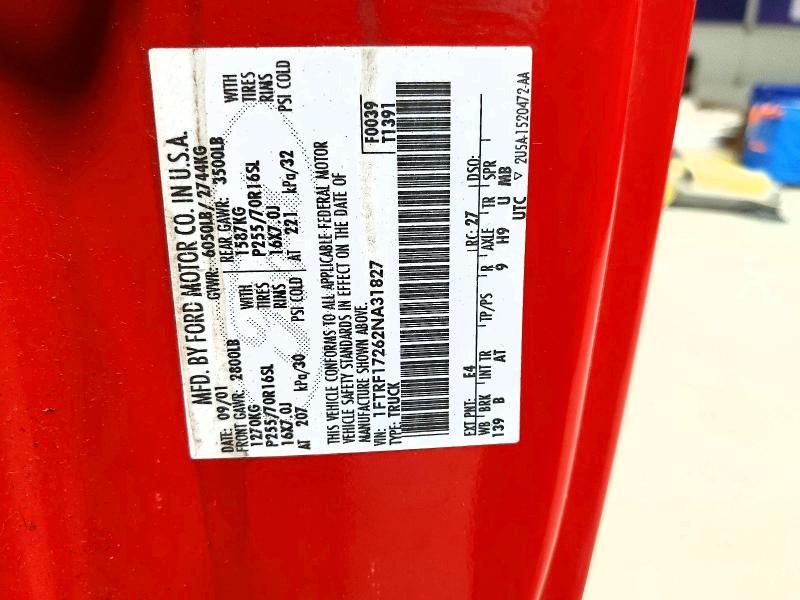 MFD. BY FORD MOTOR CO. IN U.S.A.
DATE: 09/01 GVWR: 6050LB/ 2744KG
FRONT GAWR: 2800LB REAR GAWR: 3500LB
1270KG WITH 1587KG WITH
P255/70R16SL TIRES P255/70R16SL TIRES
16X7.0J RIMS 16X7.0J RIMS
AT 207 kPa/30 PSI COLD AT 221 kPa/32 PSI COLD
THIS VEHICLE CONFORMS TO ALL APPLICABLE FEDERAL MOTOR
VEHICLE SAFETY STANDARDS IN EFFECT ON THE DATE OF
MANUFACTURE SHOWN ABOVE.
VIN: 1FTRF17262NA31827
TYPE: TRUCK
F0039
T1391
EXT PNT: E4 RC: 27 DSO:
WB BRK INT TR TP/PS R AXLE TR SPR
139 B AT 9 H9 U MB
UTC ▽ 2U5A-1520472-AA